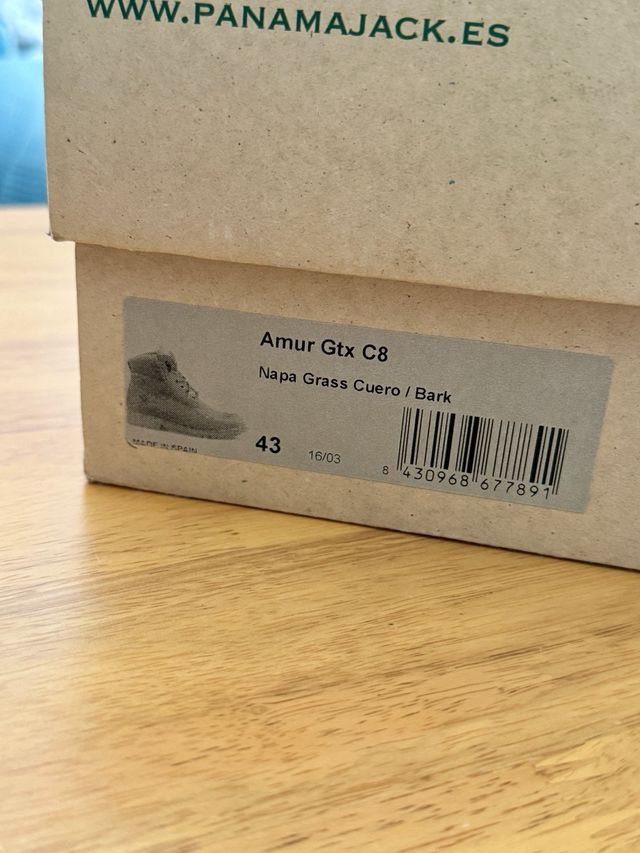 WWW.PANAMAJACK.ES
Amur Gtx C8
Napa Grass Cuero / Bark
MADE IN SPAIN
43
16/03
8 430968 677891